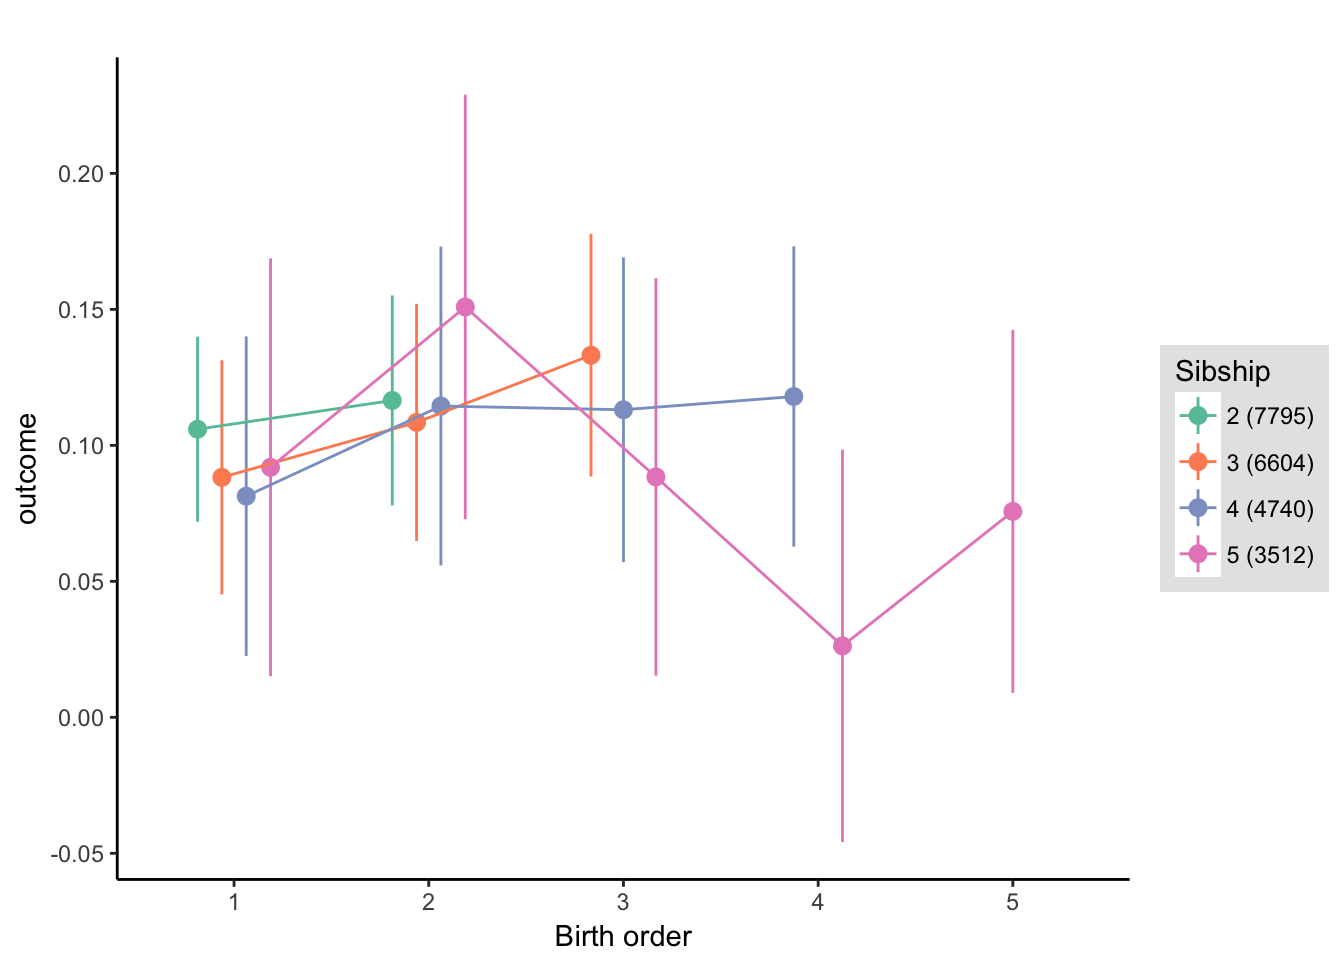 0.20
0.15
0.10
0.05
0.00
-0.05
outcome
1 2 3 4 5
Birth order
Sibship
2 (7795)
3 (6604)
4 (4740)
5 (3512)